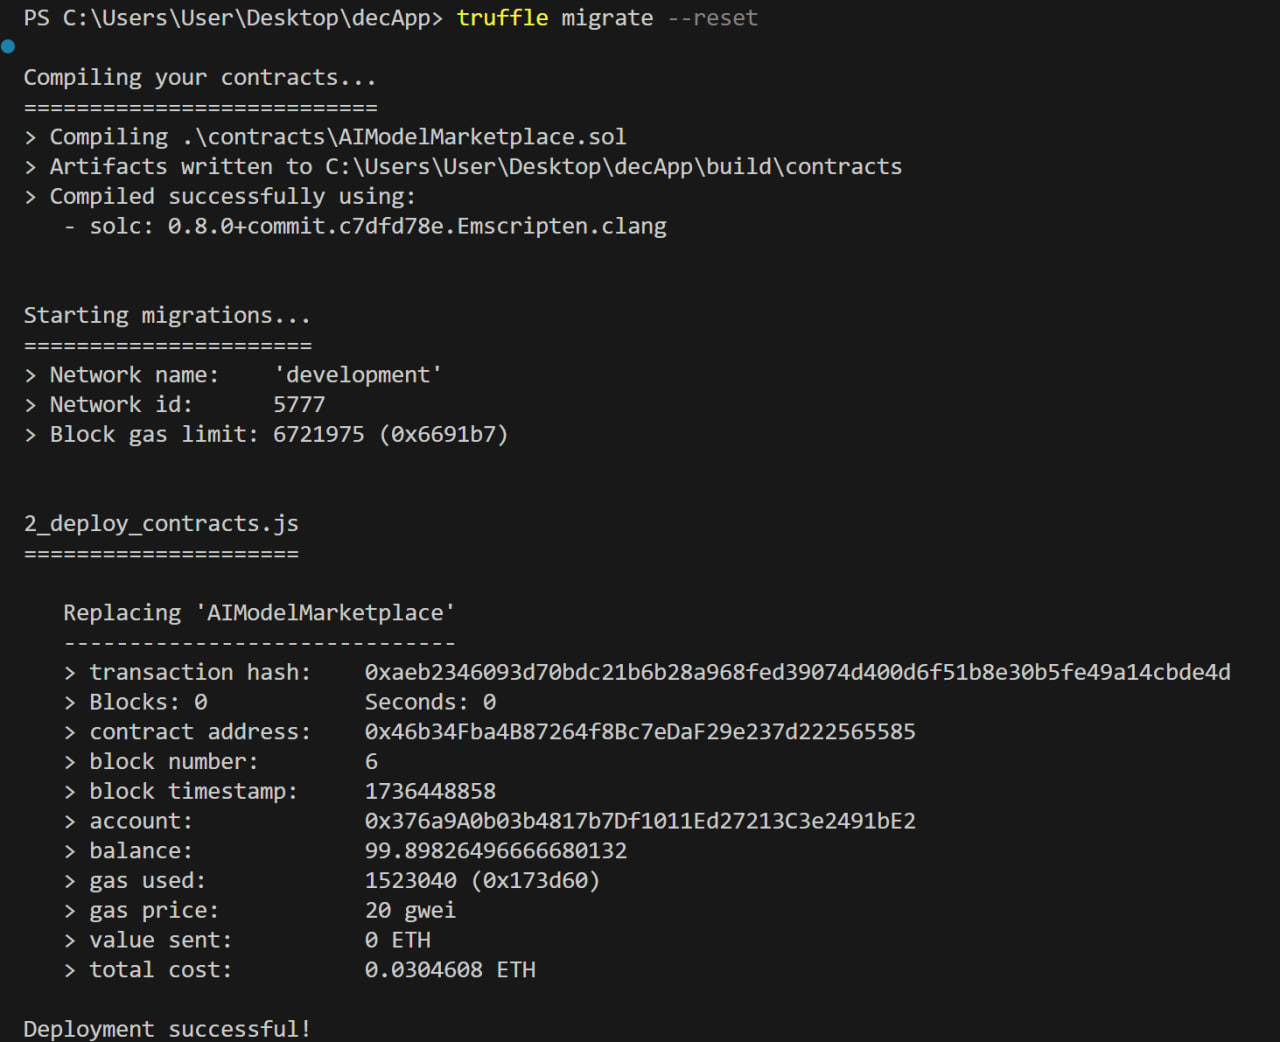 PS C:\Users\User\Desktop\decApp> truffle migrate --reset
Compiling your contracts...
===========================
> Compiling .\contracts\AIModelMarketplace.sol
> Artifacts written to C:\Users\User\Desktop\decApp\build\contracts
> Compiled successfully using:
   - solc: 0.8.0+commit.c7dfd78e.Emscripten.clang
Starting migrations...
======================
> Network name:    'development'
> Network id:      5777
> Block gas limit: 6721975 (0x6691b7)
2_deploy_contracts.js
=====================
   Replacing 'AIModelMarketplace'
   ------------------------------
   > transaction hash:    0xaeb2346093d70bdc21b6b28a968fed39074d400d6f51b8e30b5fe49a14cbde4d
   > Blocks: 0            Seconds: 0
   > contract address:    0x46b34Fba4B87264f8Bc7eDaF29e237d222565585
   > block number:        6
   > block timestamp:     1736448858
   > account:             0x376a9A0b03b4817b7Df1011Ed27213C3e2491bE2
   > balance:             99.89826496666680132
   > gas used:            1523040 (0x173d60)
   > gas price:           20 gwei
   > value sent:          0 ETH
   > total cost:          0.0304608 ETH
Deployment successful!